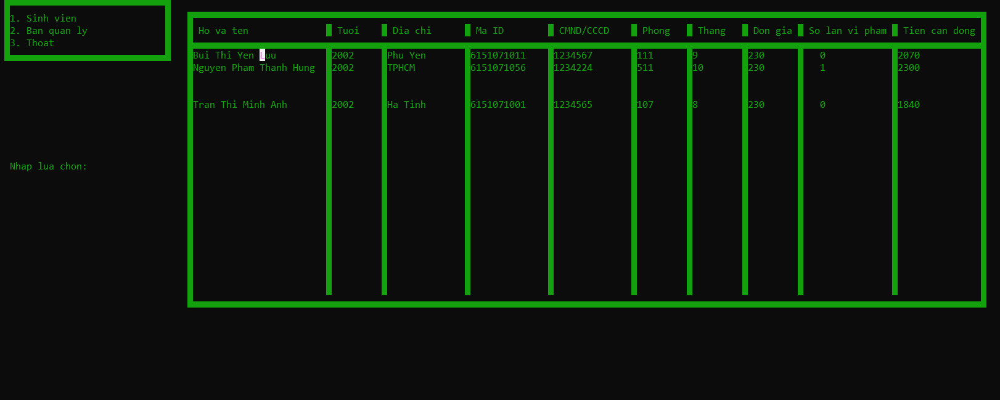 1. Sinh vien
2. Ban quan ly
3. Thoat
Ho va ten Tuoi Dia chi Ma ID CMND/CCCD Phong Thang Don gia So lan vi pham Tien can dong
Bui Thi Yen Luu 2002 Phu Yen 6151071011 1234567 111 9 230 0 2070
Nguyen Pham Thanh Hung 2002 TPHCM 6151071056 1234224 511 10 230 1 2300
Tran Thi Minh Anh 2002 Ha Tinh 6151071001 1234565 107 8 230 0 1840
Nhap lua chon: